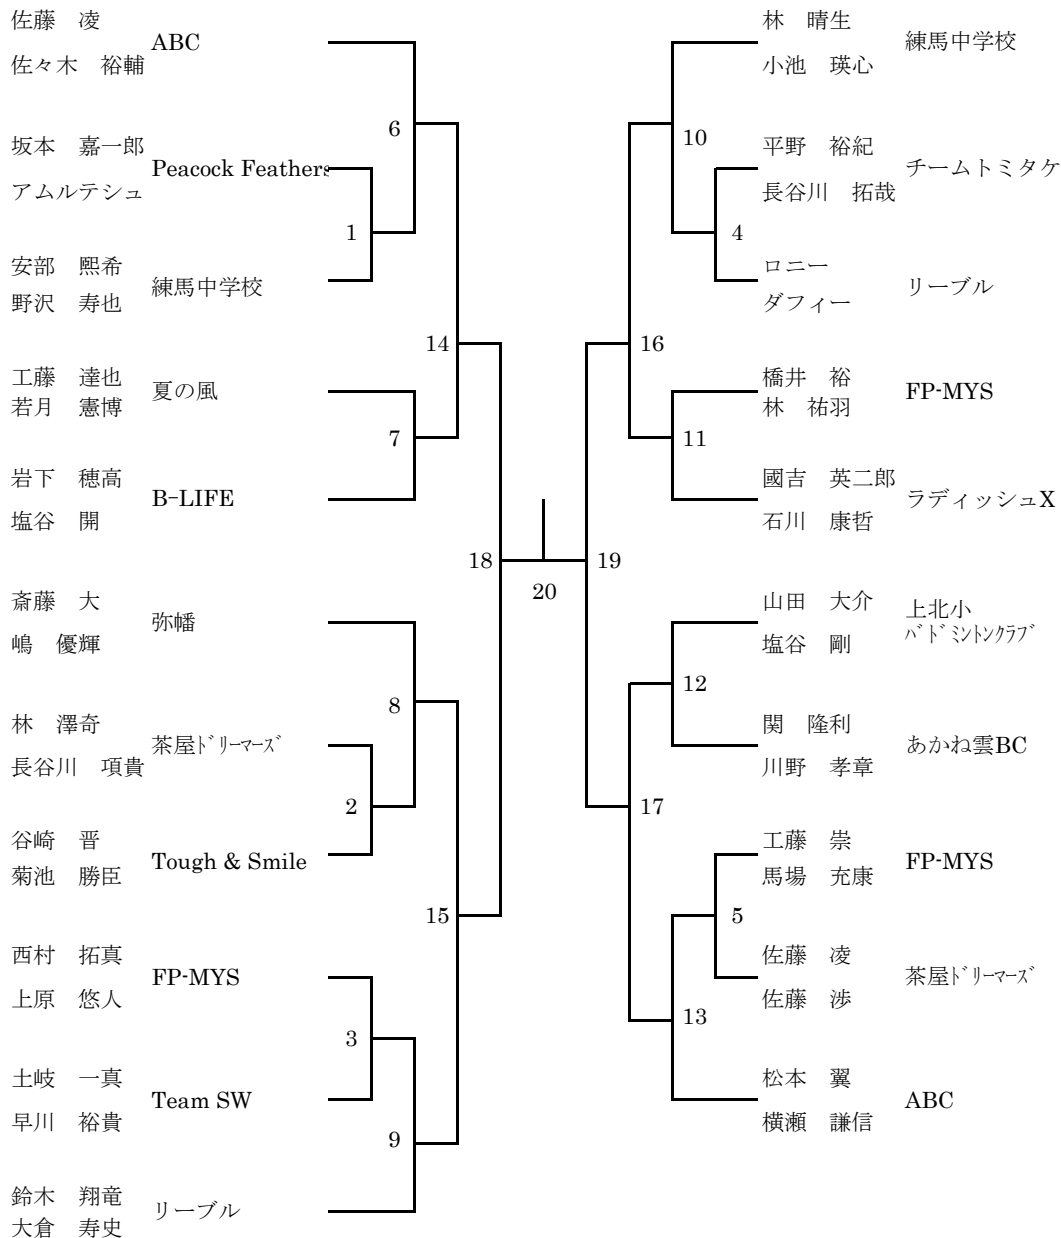 佐藤　凌
ABC
佐々木　裕輔
6
坂本　嘉一郎
Peacock Feathers
アムルテシュ
1
安部　熙希
練馬中学校
野沢　寿也
14
工藤　達也
夏の風
若月　憲博
7
岩下　穂高
B-LIFE
塩谷　開
18
斎藤　大
弥幡
嶋　優輝
8
林　澤奇
茶屋ﾄﾞﾘｰﾏｰｽﾞ
長谷川　項貴
2
谷崎　晋
Tough & Smile
菊池　勝臣
15
西村　拓真
FP-MYS
上原　悠人
3
土岐　一真
Team SW
早川　裕貴
9
鈴木　翔竜
リーブル
大倉　寿史
20
林　晴生
練馬中学校
小池　瑛心
10
平野　裕紀
チームトミタケ
長谷川　拓哉
4
ロニー
リーブル
ダフィー
16
橋井　裕
FP-MYS
林　祐羽
11
國吉　英二郎
ラディッシュX
石川　康哲
19
山田　大介
上北小
ﾊﾞﾄﾞﾐﾝﾄﾝｸﾗﾌﾞ
塩谷　剛
12
関　隆利
あかね雲BC
川野　孝章
17
工藤　崇
FP-MYS
馬場　充康
5
佐藤　凌
茶屋ﾄﾞﾘｰﾏｰｽﾞ
佐藤　渉
13
松本　翼
ABC
横瀬　謙信